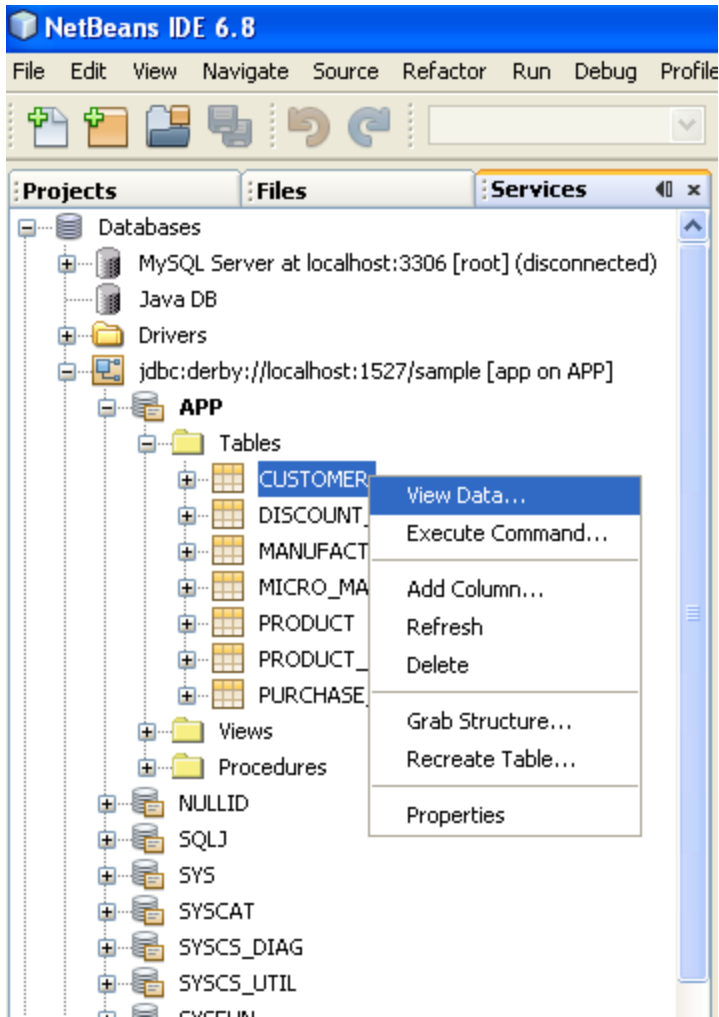 NetBeans IDE 6.8
File Edit View Navigate Source Refactor Run Debug Profile
Projects Files Services
Databases
MySQL Server at localhost:3306 [root] (disconnected)
Java DB
Drivers
jdbc:derby://localhost:1527/sample [app on APP]
APP
Tables
CUSTOMER
DISCOUNT_
MANUFACT
MICRO_MA
PRODUCT
PRODUCT_
PURCHASE_
Views
Procedures
NULLID
SQLJ
SYS
SYSCAT
SYSCS_DIAG
SYSCS_UTIL
View Data...
Execute Command...
Add Column...
Refresh
Delete
Grab Structure...
Recreate Table...
Properties